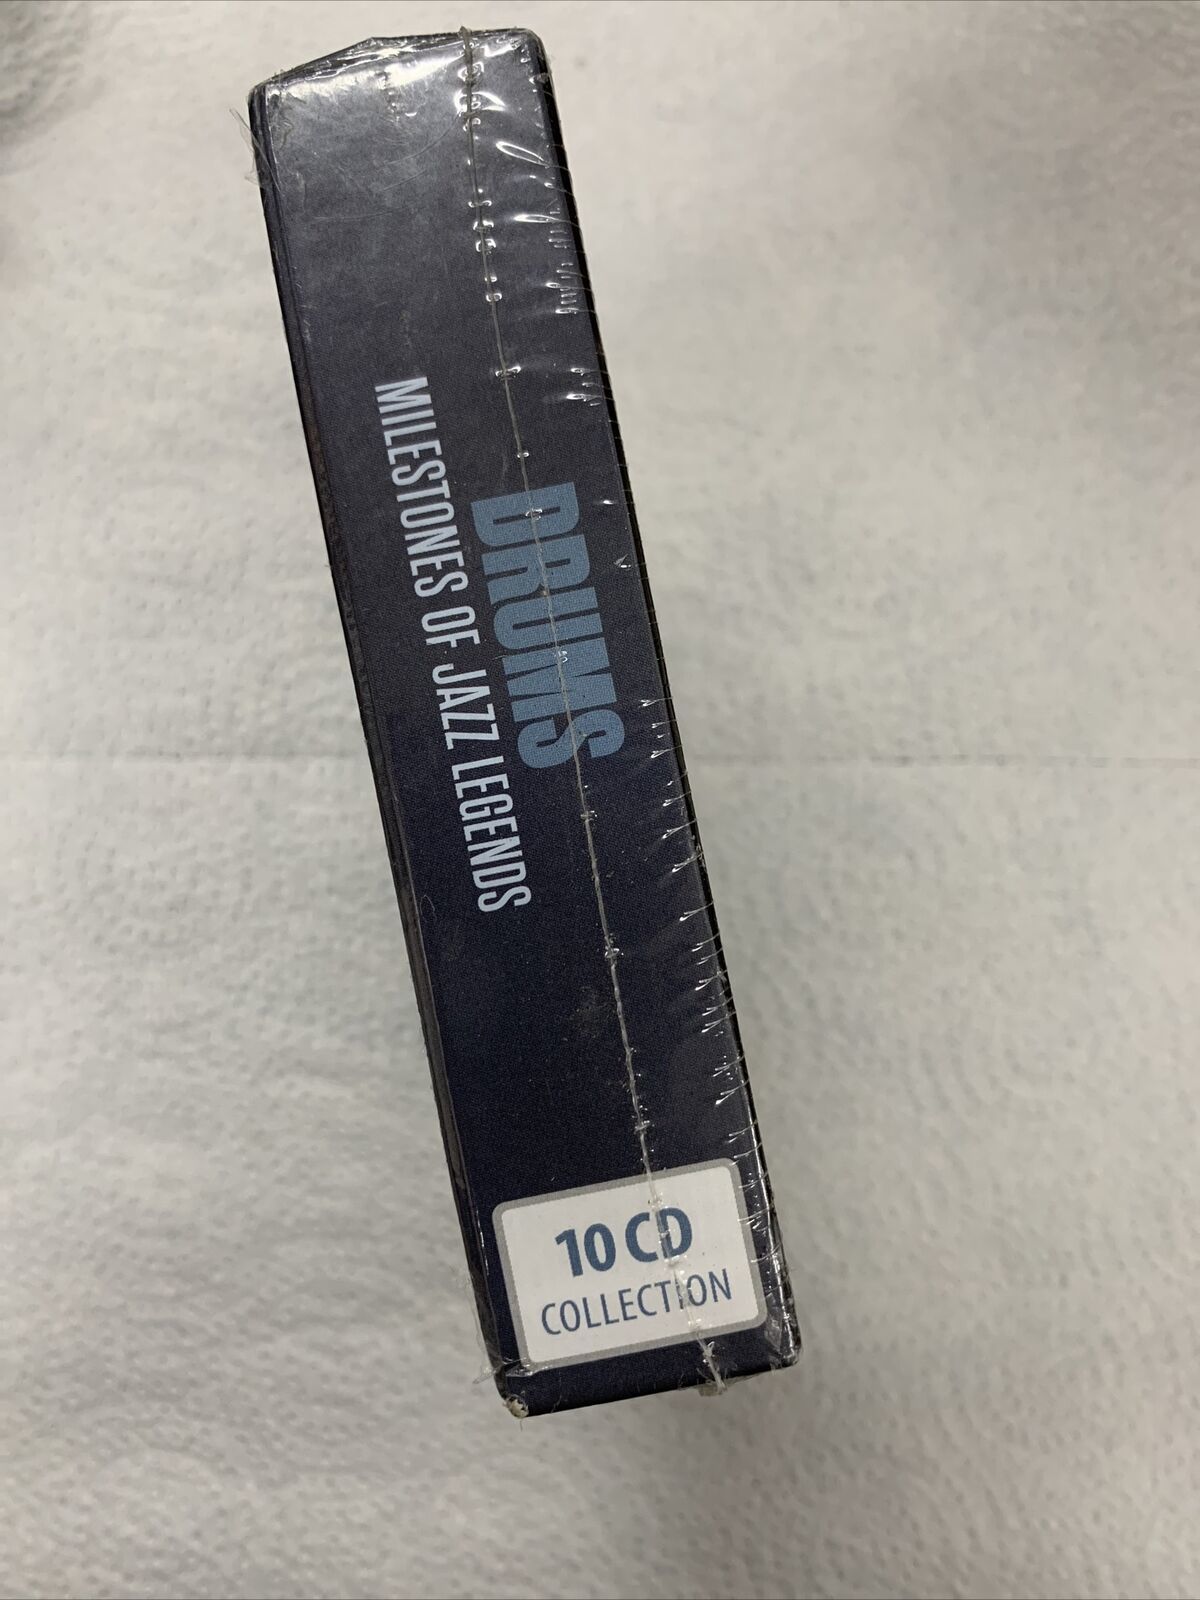 DRUMS
MILESTONES OF JAZZ LEGENDS
10 CD
COLLECTION